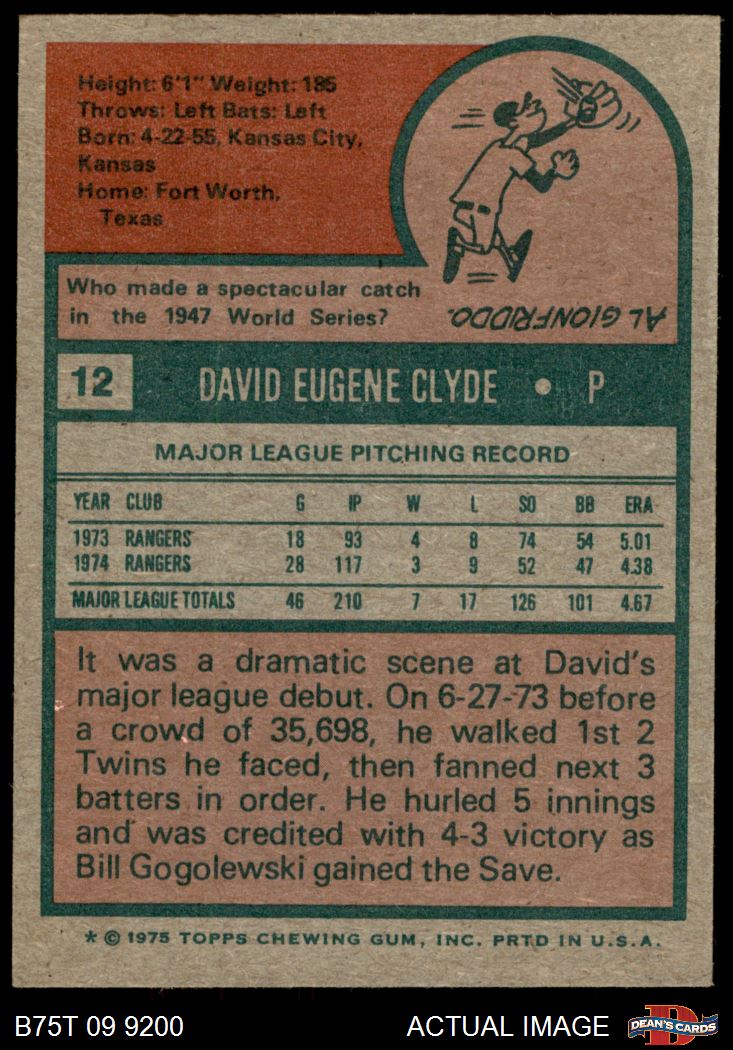 Height: 6'1" Weight: 185
Throws: Left Bats: Left
Born: 4-22-55, Kansas City,
Kansas
Home: Fort Worth,
Texas
Who made a spectacular catch
in the 1947 World Series?
AL GIONFRIDDO.
12 DAVID EUGENE CLYDE • P
MAJOR LEAGUE PITCHING RECORD
YEAR CLUB G IP W L SO BB ERA
1973 RANGERS 18 93 4 8 74 54 5.01
1974 RANGERS 28 117 3 9 52 47 4.38
MAJOR LEAGUE TOTALS 46 210 7 17 126 101 4.67
It was a dramatic scene at David's
major league debut. On 6-27-73 before
a crowd of 35,698, he walked 1st 2
Twins he faced, then fanned next 3
batters in order. He hurled 5 innings
and was credited with 4-3 victory as
Bill Gogolewski gained the Save.
* © 1975 TOPPS CHEWING GUM, INC. PRTD IN U.S.A.
B75T 09 9200 ACTUAL IMAGE D DEAN'S CARDS